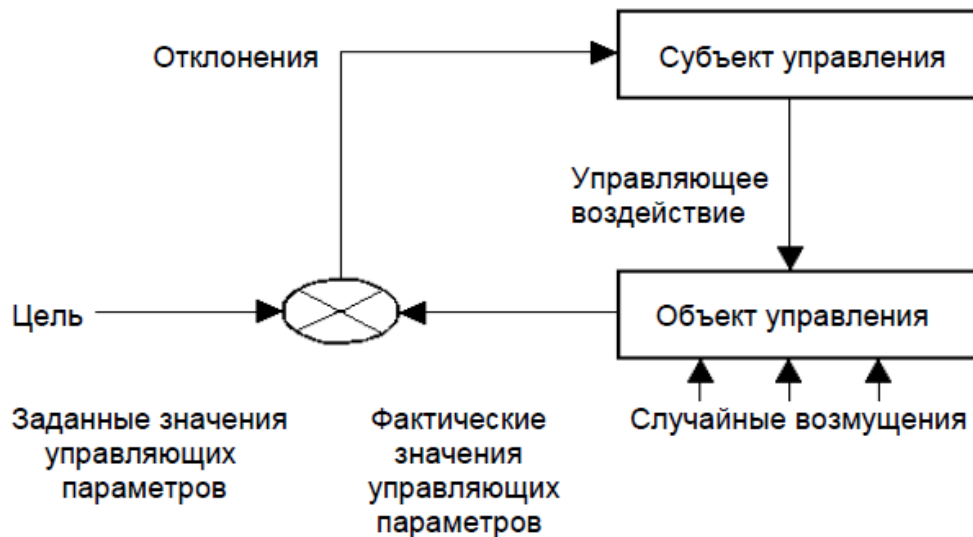 Отклонения
Субъект управления
Управляющее
воздействие
Цель
Объект управления
Заданные значения
управляющих
параметров
Фактические
значения
управляющих
параметров
Случайные возмущения